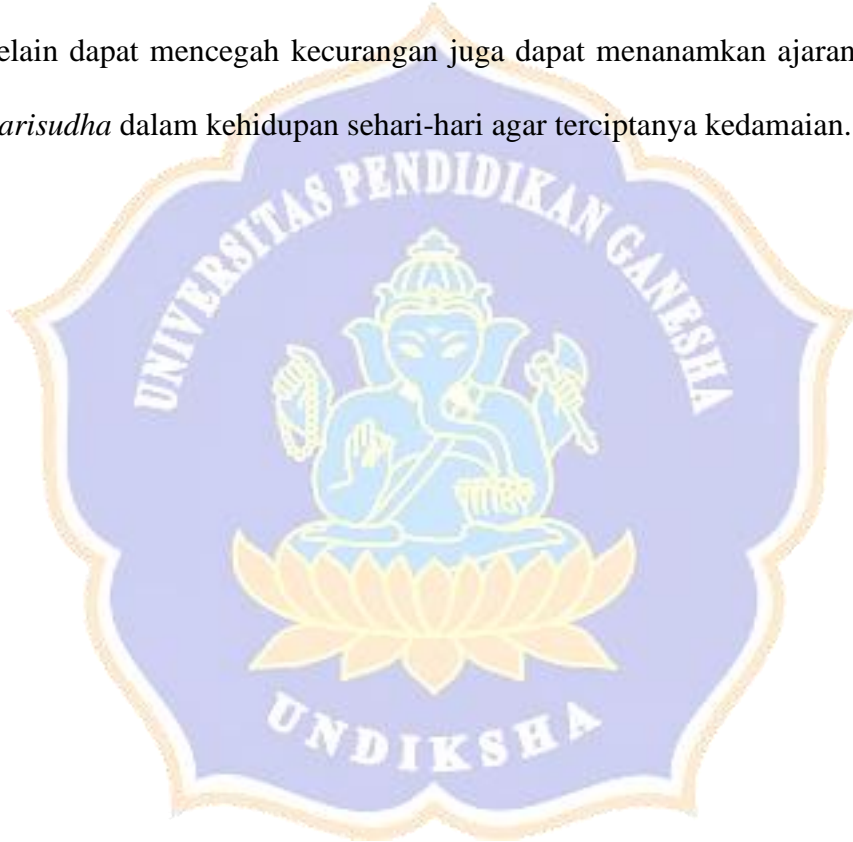 elain dapat mencegah kecurangan juga dapat menanamkan ajaran
arisudha dalam kehidupan sehari-hari agar terciptanya kedamaian.
UNIVERSITAS PENDIDIKAN GANESHA
UNDIKSHA